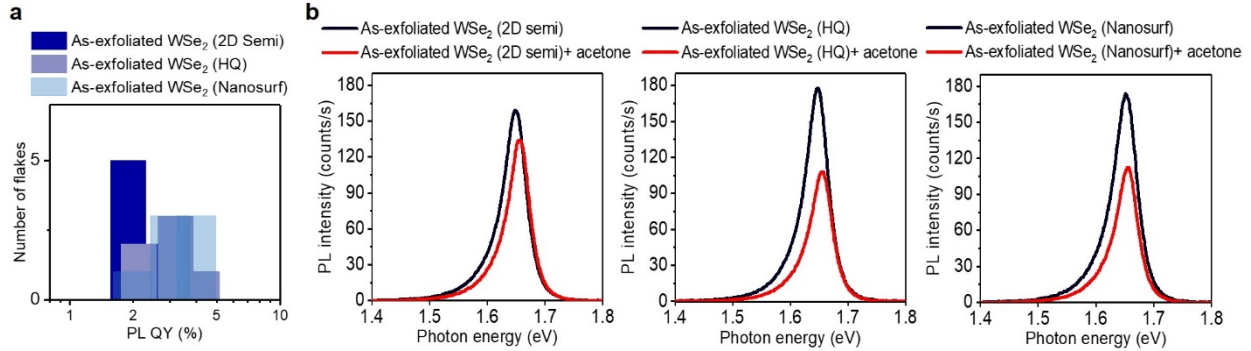 a
As-exfoliated WSe2 (2D Semi)
As-exfoliated WSe2 (HQ)
As-exfoliated WSe2 (Nanosurf)
Number of flakes
5
0
1
2
5
10
PL QY (%)
b
As-exfoliated WSe2 (2D semi)
As-exfoliated WSe2 (2D semi)+ acetone
PL intensity (counts/s)
180
150
120
90
60
30
0
1.4
1.5
1.6
1.7
1.8
Photon energy (eV)
As-exfoliated WSe2 (HQ)
As-exfoliated WSe2 (HQ)+ acetone
PL intensity (counts/s)
180
150
120
90
60
30
0
1.4
1.5
1.6
1.7
1.8
Photon energy (eV)
As-exfoliated WSe2 (Nanosurf)
As-exfoliated WSe2 (Nanosurf)+ acetone
PL intensity (counts/s)
180
150
120
90
60
30
0
1.4
1.5
1.6
1.7
1.8
Photon energy (eV)